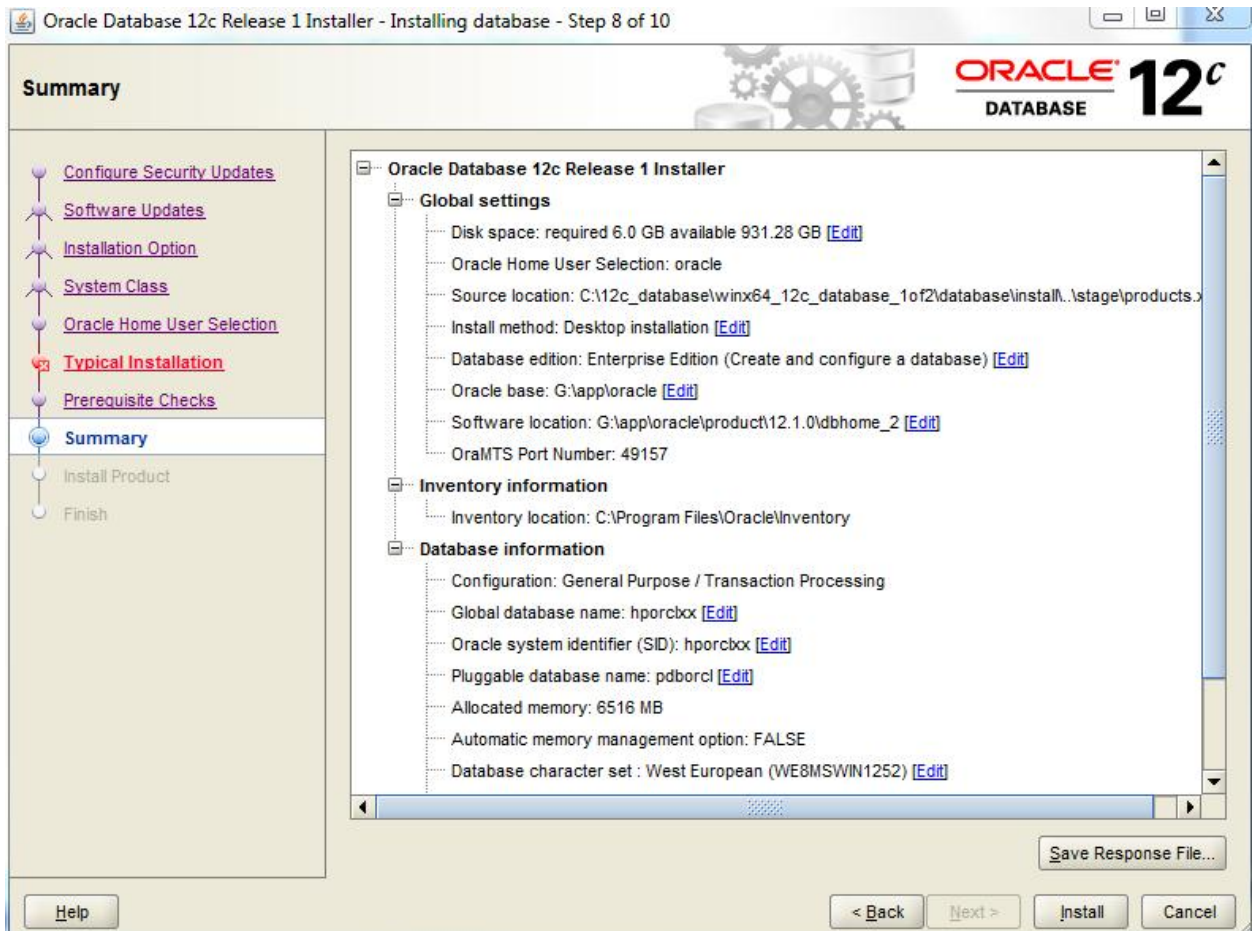 Oracle Database 12c Release 1 Installer - Installing database - Step 8 of 10
Summary
ORACLE
DATABASE
12c
Configure Security Updates
Software Updates
Installation Option
System Class
Oracle Home User Selection
Typical Installation
Prerequisite Checks
Summary
Install Product
Finish
Oracle Database 12c Release 1 Installer
Global settings
Disk space: required 6.0 GB available 931.28 GB [Edit]
Oracle Home User Selection: oracle
Source location: C:\12c_database\winx64_12c_database_1of2\database\install\..\stage\products.x
Install method: Desktop installation [Edit]
Database edition: Enterprise Edition (Create and configure a database) [Edit]
Oracle base: G:\app\oracle [Edit]
Software location: G:\app\oracle\product\12.1.0\dbhome_2 [Edit]
OraMTS Port Number: 49157
Inventory information
Inventory location: C:\Program Files\Oracle\Inventory
Database information
Configuration: General Purpose / Transaction Processing
Global database name: hporclxx [Edit]
Oracle system identifier (SID): hporclxx [Edit]
Pluggable database name: pdborcl [Edit]
Allocated memory: 6516 MB
Automatic memory management option: FALSE
Database character set : West European (WE8MSWIN1252) [Edit]
Save Response File...
Help
< Back
Next >
Install
Cancel